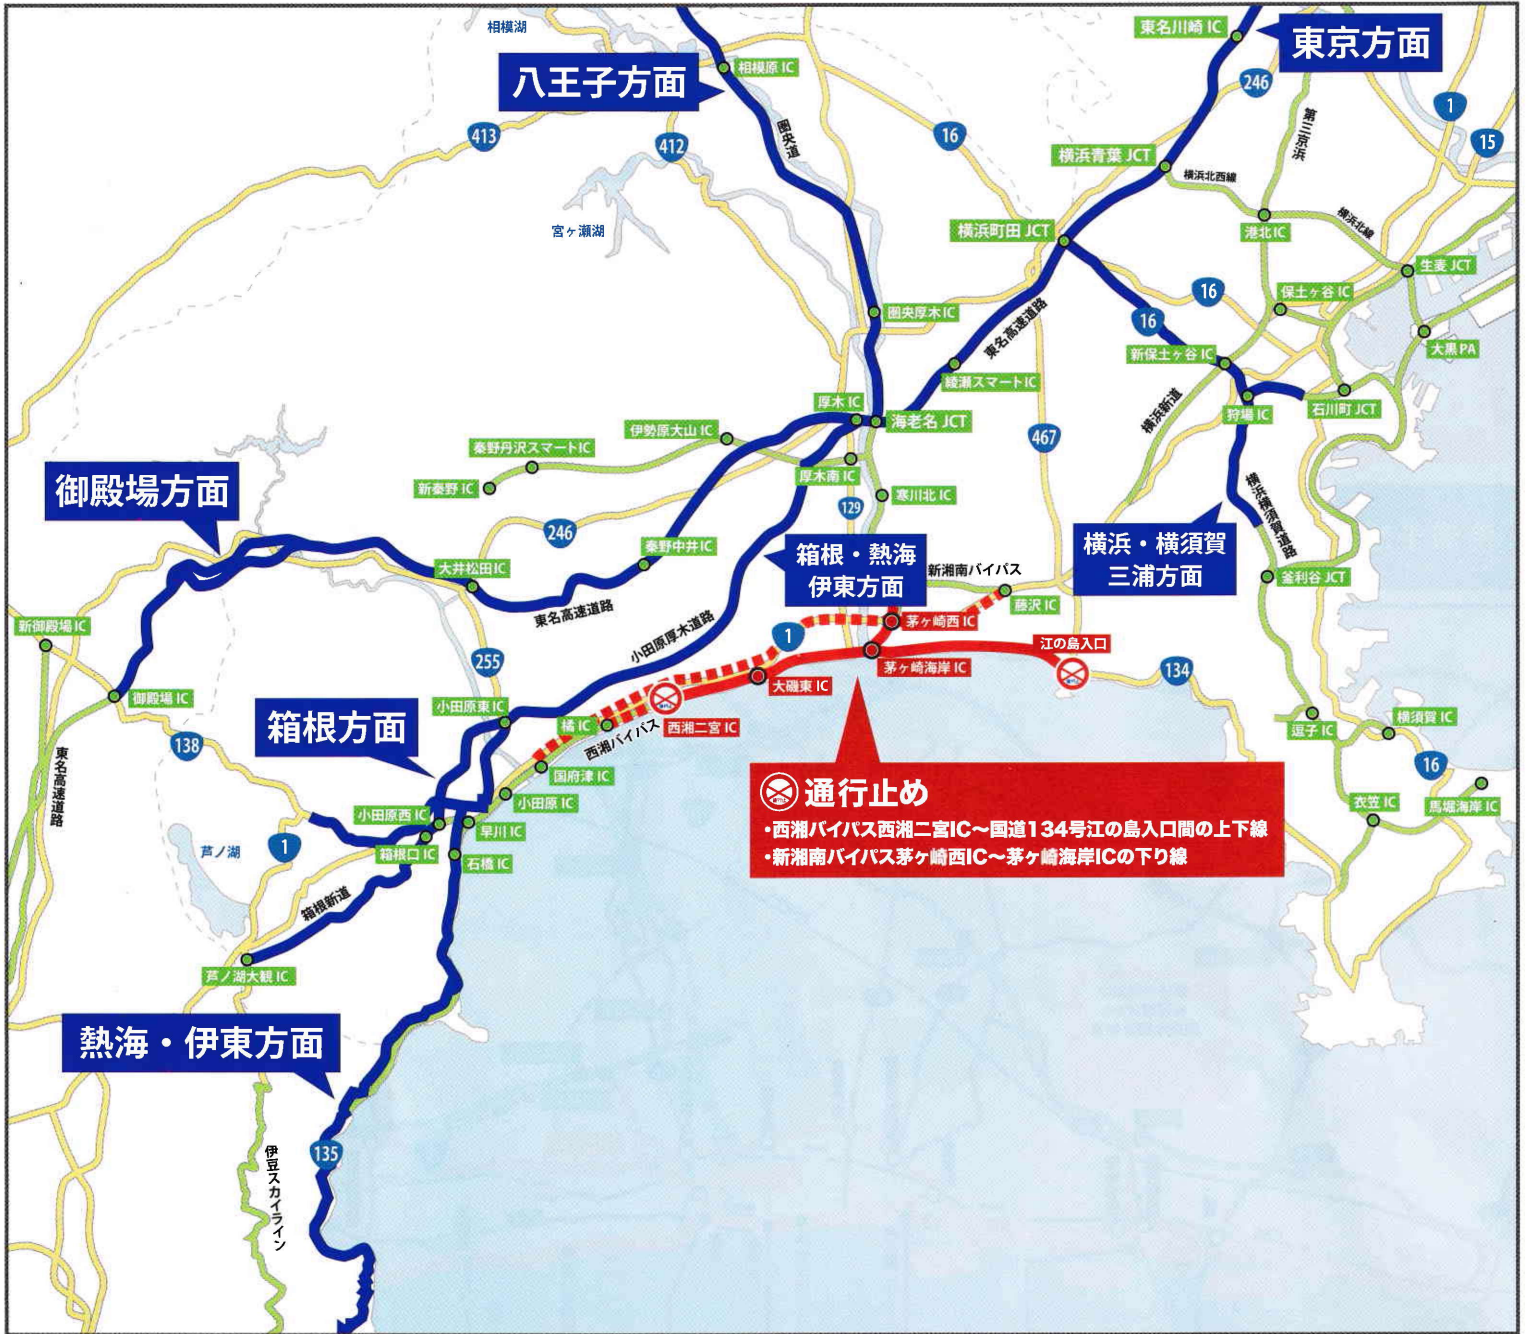 相模湖
東名川崎 IC
東京方面
八王子方面
相模原 IC
246
1
15
413
412
16
圏央道
第三京浜
横浜青葉 JCT
横浜北西線
宮ヶ瀬湖
横浜町田 JCT
港北 IC
横浜北線
生麦 JCT
16
保土ヶ谷 IC
圏央厚木 IC
16
東名高速道路
大黒 PA
新保土ヶ谷 IC
綾瀬スマートIC
横浜新道
狩場 IC
石川町 JCT
厚木 IC
海老名 JCT
伊勢原大山 IC
467
秦野丹沢スマートIC
厚木南 IC
新秦野 IC
寒川北 IC
横浜横須賀道路
御殿場方面
129
246
秦野中井 IC
箱根・熱海
伊東方面
横浜・横須賀
三浦方面
大井松田 IC
新湘南バイパス
釜利谷 JCT
藤沢 IC
東名高速道路
新御殿場 IC
小田原厚木道路
茅ヶ崎西 IC
1
江の島入口
255
茅ヶ崎海岸 IC
134
大磯東 IC
御殿場 IC
小田原東 IC
箱根方面
橘 IC
西湘バイパス
西湘二宮 IC
逗子 IC
横須賀 IC
138
東名高速道路
国府津 IC
16
小田原 IC
通行止め
・西湘バイパス西湘二宮IC〜国道134号江の島入口間の上下線
・新湘南バイパス茅ヶ崎西IC〜茅ヶ崎海岸ICの下り線
衣笠 IC
馬堀海岸 IC
小田原西 IC
早川 IC
1
芦ノ湖
箱根口 IC
石橋 IC
箱根新道
芦ノ湖大観 IC
熱海・伊東方面
135
伊豆スカイライン